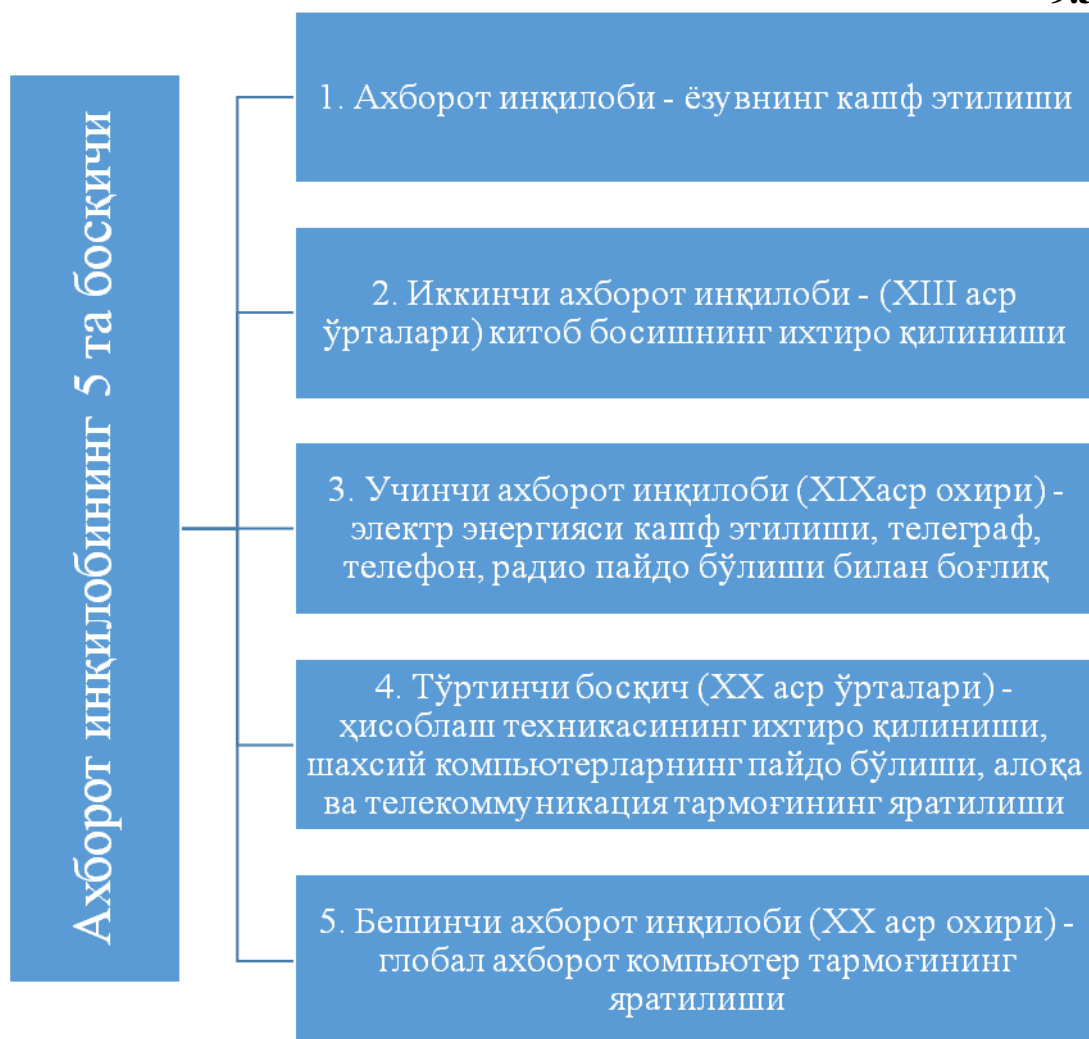 Ахборот инқилобининг 5 та босқичи
1. Ахборот инқилоби - ёзувнинг кашф этилиши
2. Иккинчи ахборот инқилоби - (XIII аср
ўрталари) китоб босишнинг ихтиро қилиниши
3. Учинчи ахборот инқилоби (XIXаср охири) -
электр энергияси кашф этилиши, телеграф,
телефон, радио пайдо бўлиши билан боғлиқ
4. Тўртинчи босқич (XX аср ўрталари) -
ҳисоблаш техникасининг ихтиро қилиниши,
шахсий компьютерларнинг пайдо бўлиши, алоқа
ва телекоммуникация тармоғининг яратилиши
5. Бешинчи ахборот инқилоби (XX аср охири) -
глобал ахборот компьютер тармоғининг
яратилиши